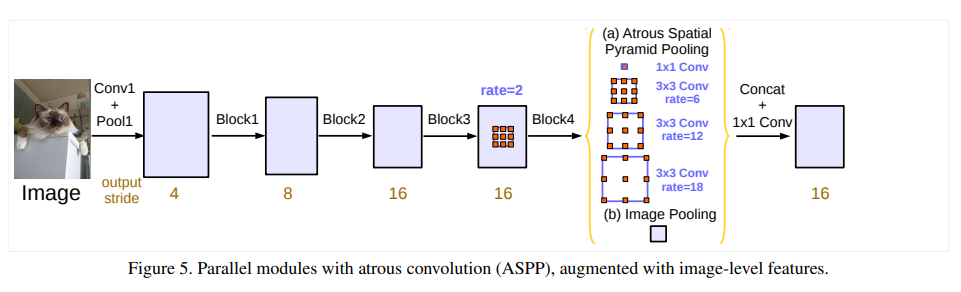 (a) Atrous Spatial
Pyramid Pooling
1x1 Conv
3x3 Conv
rate=6
3x3 Conv
rate=12
3x3 Conv
rate=18
(b) Image Pooling
Conv1
+
Pool1
Block1
Block2
Block3
rate=2
Block4
Concat
+
1x1 Conv
Image
output
stride
4
8
16
16
16
Figure 5. Parallel modules with atrous convolution (ASPP), augmented with image-level features.